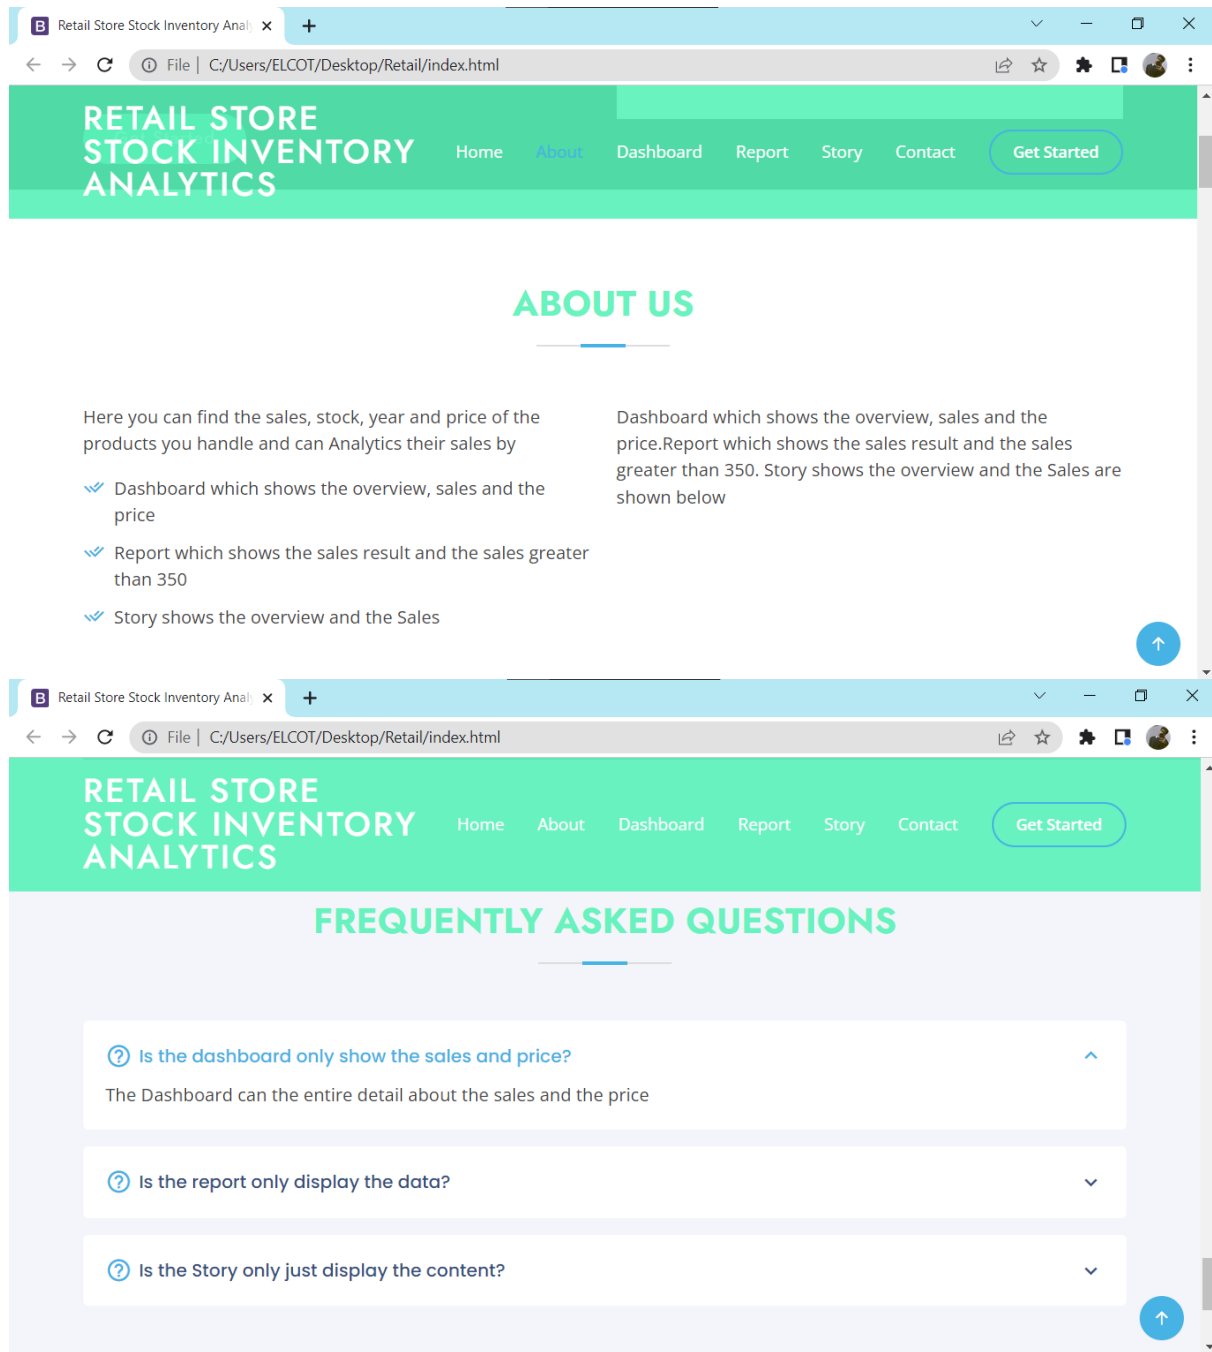 Retail Store Stock Inventory Anal
File | C:/Users/ELCOT/Desktop/Retail/index.html
RETAIL STORE
STOCK INVENTORY
ANALYTICS
Home About Dashboard Report Story Contact Get Started
ABOUT US
Here you can find the sales, stock, year and price of the
products you handle and can Analytics their sales by
Dashboard which shows the overview, sales and the
price
Report which shows the sales result and the sales greater
than 350
Story shows the overview and the Sales
Dashboard which shows the overview, sales and the
price.Report which shows the sales result and the sales
greater than 350. Story shows the overview and the Sales are
shown below
Retail Store Stock Inventory Anal
File | C:/Users/ELCOT/Desktop/Retail/index.html
RETAIL STORE
STOCK INVENTORY
ANALYTICS
Home About Dashboard Report Story Contact Get Started
FREQUENTLY ASKED QUESTIONS
Is the dashboard only show the sales and price?
The Dashboard can the entire detail about the sales and the price
Is the report only display the data?
Is the Story only just display the content?